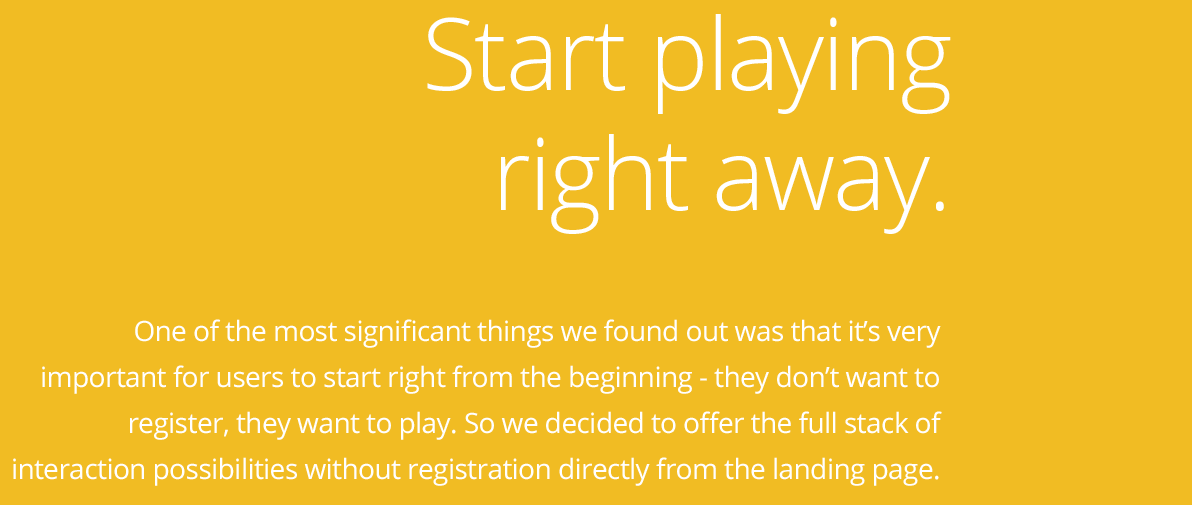 Start playing
right away.
One of the most significant things we found out was that it’s very
important for users to start right from the beginning - they don’t want to
register, they want to play. So we decided to offer the full stack of
interaction possibilities without registration directly from the landing page.